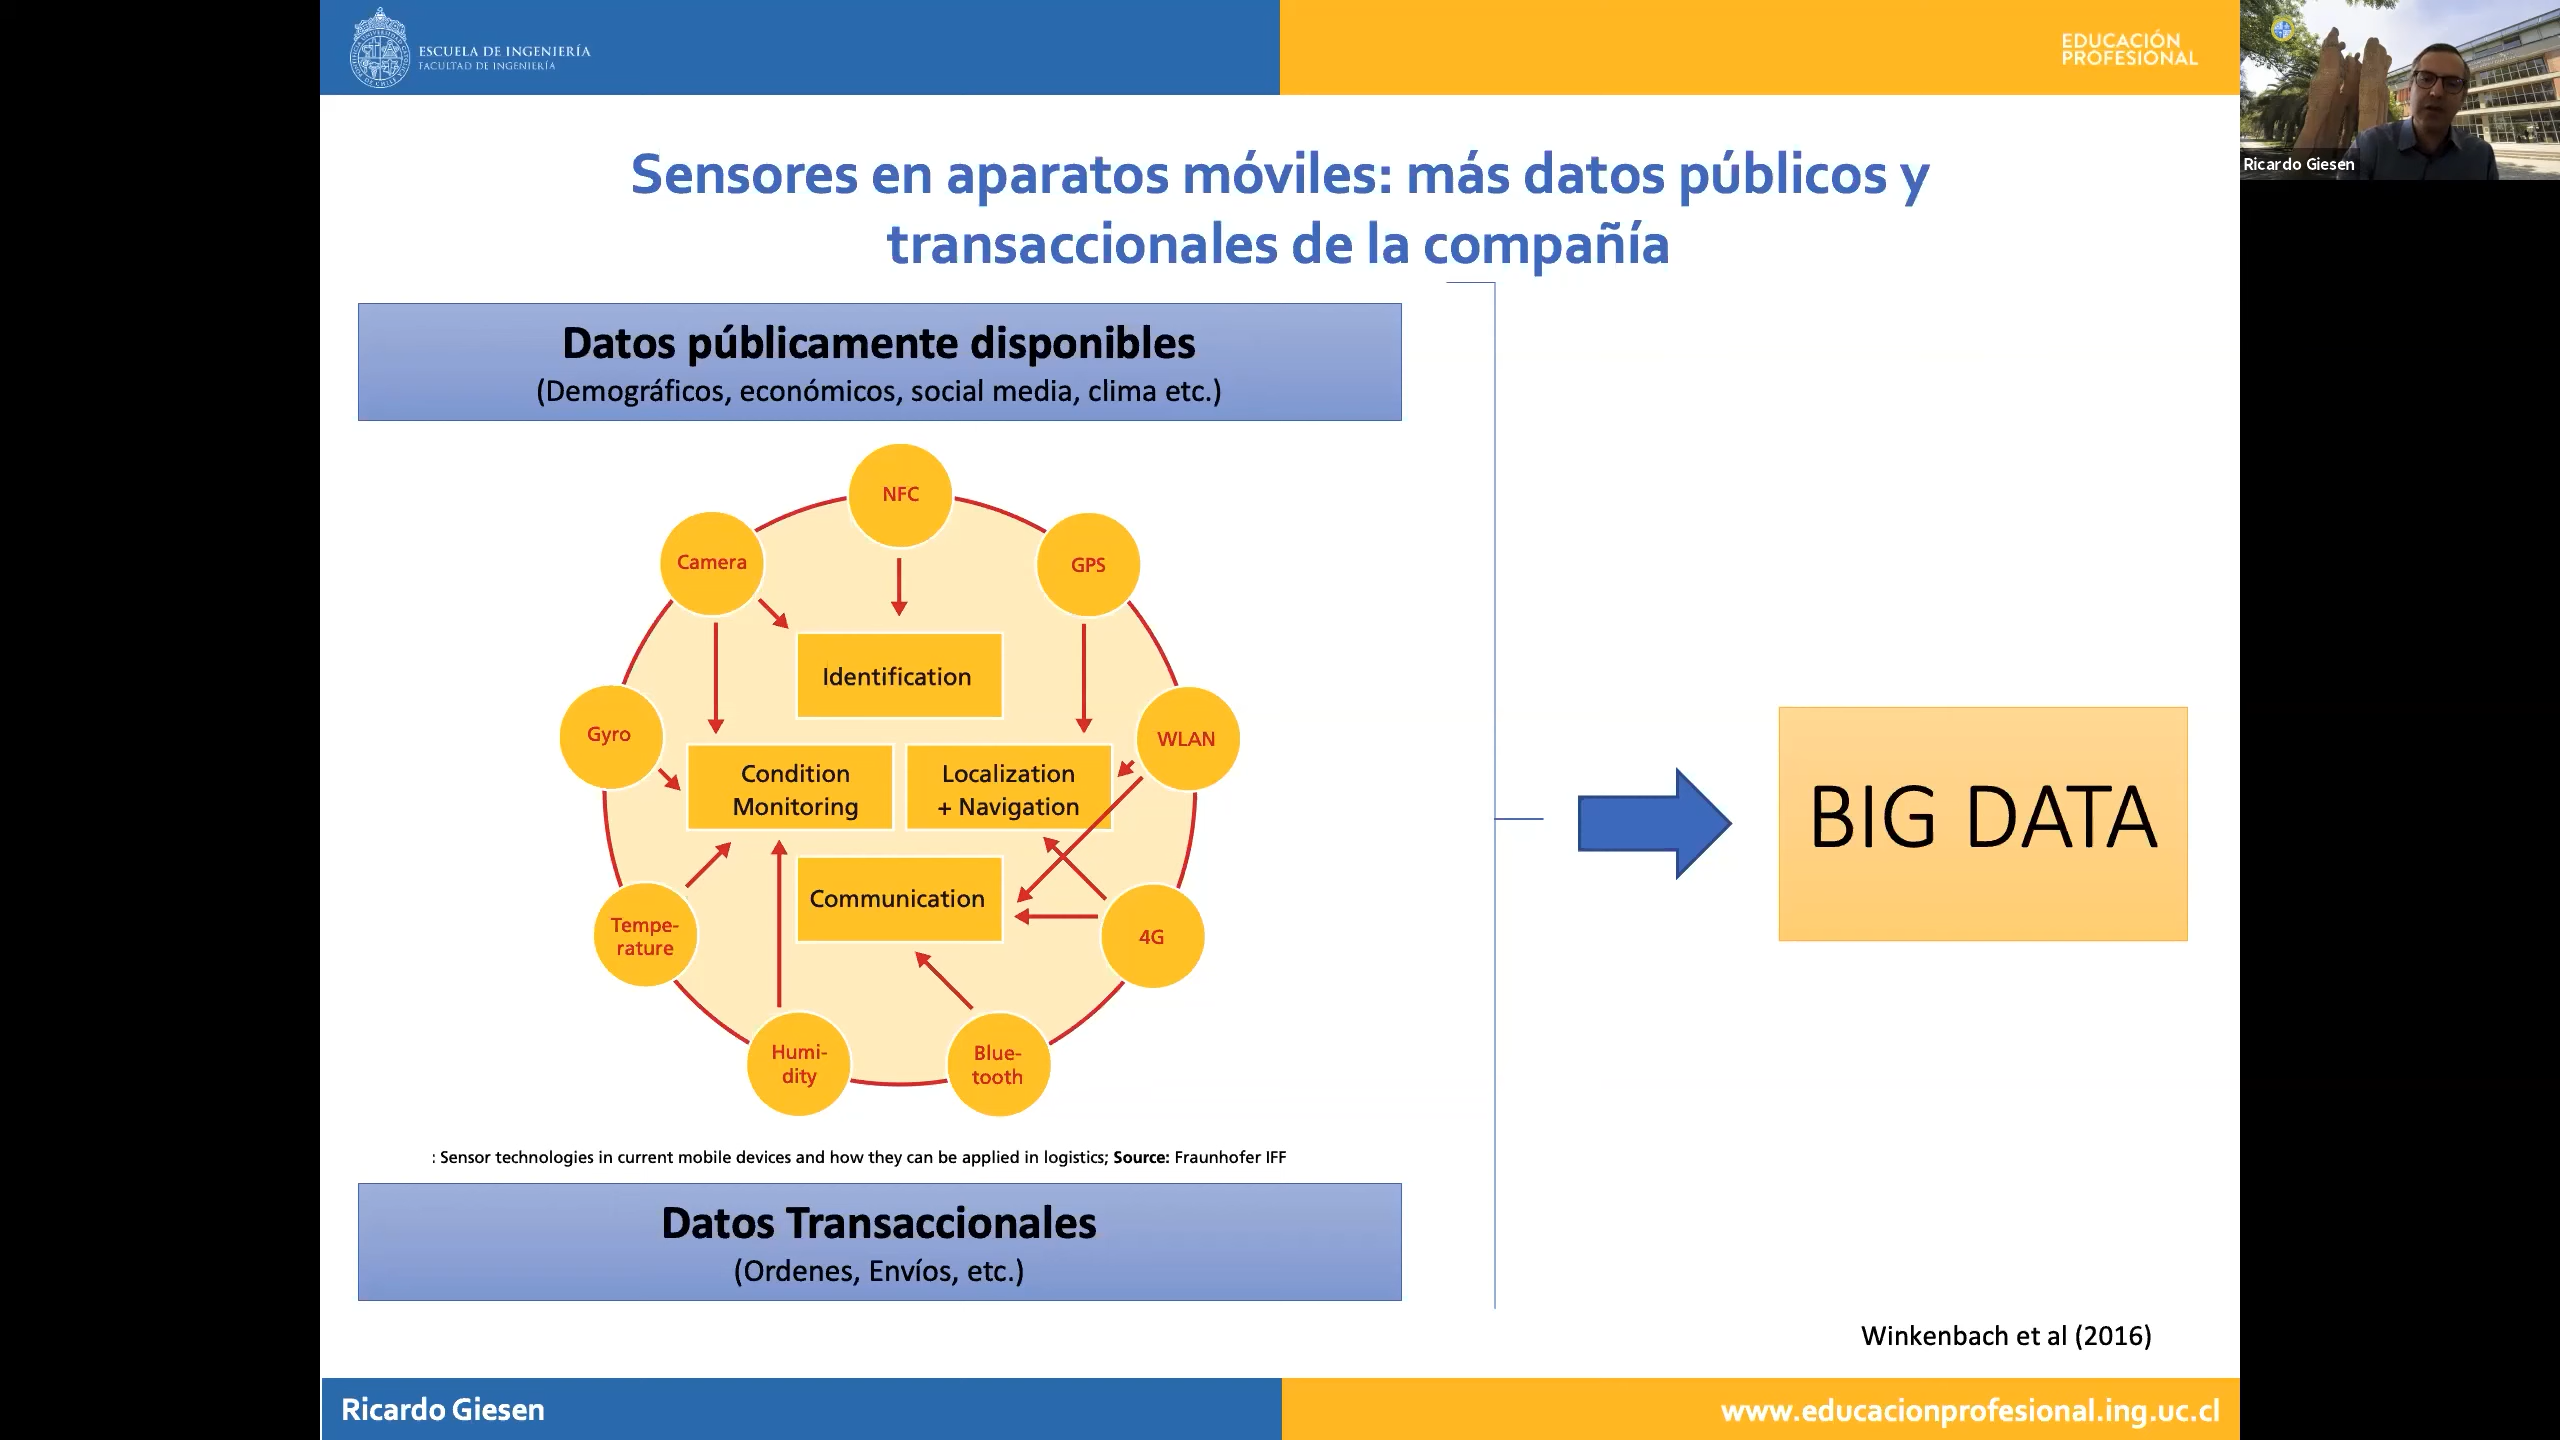 ESCUELA DE INGENIERÍA
FACULTAD DE INGENIERÍA
EDUCACIÓN
PROFESIONAL
Ricardo Giesen
Sensores en aparatos móviles: más datos públicos y
transaccionales de la compañía
Datos públicamente disponibles
(Demográficos, económicos, social media, clima etc.)
NFC
Camera
GPS
Identification
Gyro
WLAN
Condition
Monitoring
Localization
+ Navigation
Communication
Tempe-
rature
4G
Humi-
dity
Blue-
tooth
BIG DATA
: Sensor technologies in current mobile devices and how they can be applied in logistics; Source: Fraunhofer IFF
Datos Transaccionales
(Ordenes, Envíos, etc.)
Winkenbach et al (2016)
Ricardo Giesen
www.educacionprofesional.ing.uc.cl